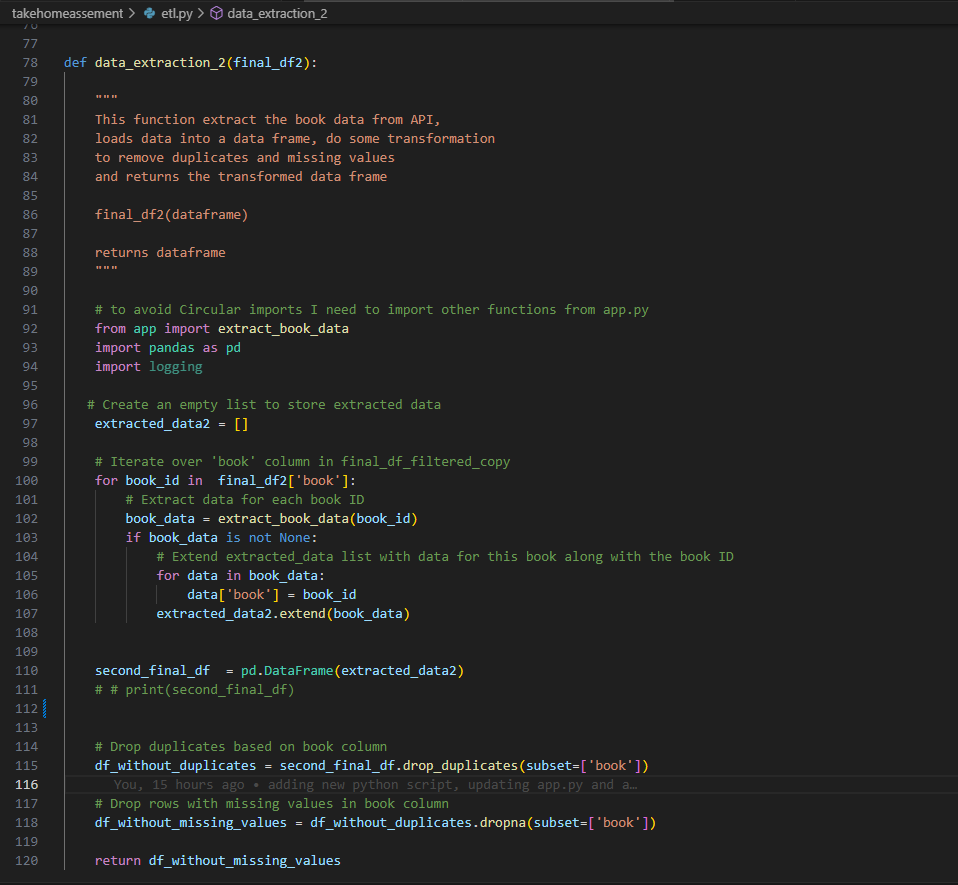 takehomeassement > etl.py > data_extraction_2
76
77
78 def data_extraction_2(final_df2):
79
80 """
81 This function extract the book data from API,
82 loads data into a data frame, do some transformation
83 to remove duplicates and missing values
84 and returns the transformed data frame
85
86 final_df2(dataframe)
87
88 returns dataframe
89 """
90
91 # to avoid Circular imports I need to import other functions from app.py
92 from app import extract_book_data
93 import pandas as pd
94 import logging
95
96 # Create an empty list to store extracted data
97 extracted_data2 = []
98
99 # Iterate over 'book' column in final_df_filtered_copy
100 for book_id in  final_df2['book']:
101 # Extract data for each book ID
102 book_data = extract_book_data(book_id)
103 if book_data is not None:
104 # Extend extracted_data list with data for this book along with the book ID
105 for data in book_data:
106 data['book'] = book_id
107 extracted_data2.extend(book_data)
108
109
110 second_final_df  = pd.DataFrame(extracted_data2)
111 # # print(second_final_df)
112
113
114 # Drop duplicates based on book column
115 df_without_duplicates = second_final_df.drop_duplicates(subset=['book'])
116 You, 15 hours ago • adding new python script, updating app.py and a…
117 # Drop rows with missing values in book column
118 df_without_missing_values = df_without_duplicates.dropna(subset=['book'])
119
120 return df_without_missing_values